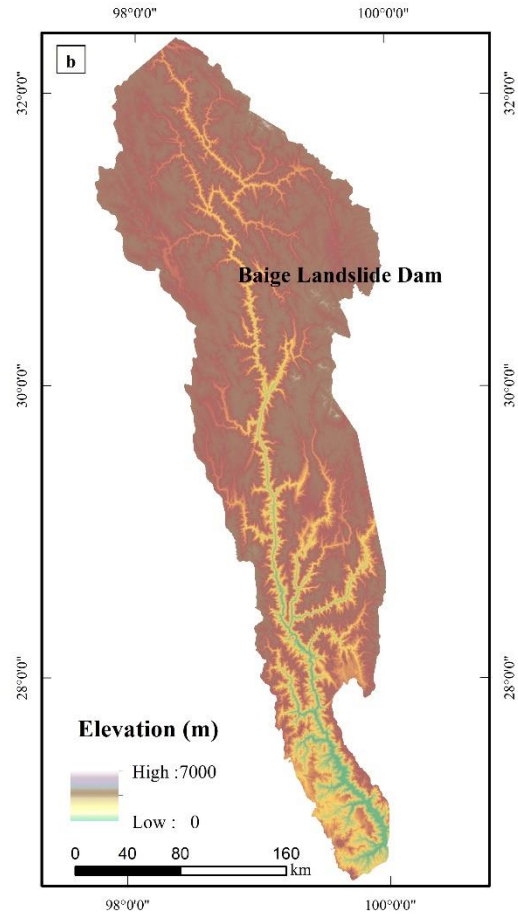 98°0'0" 100°0'0"
b
32°0'0" 32°0'0"
Baige Landslide Dam
30°0'0" 30°0'0"
28°0'0" 28°0'0"
Elevation (m)
High :7000
Low : 0
0 40 80 160
km
98°0'0" 100°0'0"